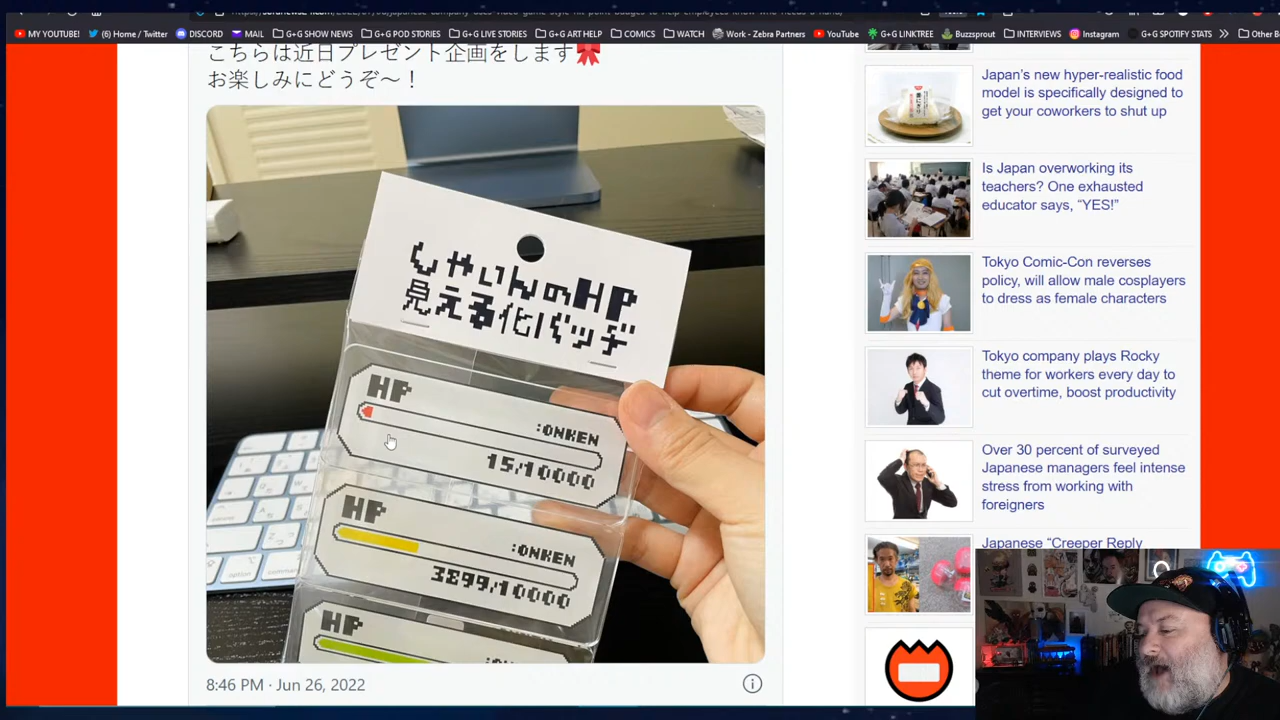 MY YOUTUBE!
(6) Home / Twitter
DISCORD
MAIL
G+G SHOW NEWS
G+G POD STORIES
G+G LIVE STORIES
G+G ART HELP
COMICS
WATCH
Work - Zebra Partners
YouTube
G+G LINKTREE
Buzzsprout
INTERVIEWS
Instagram
G+G SPOTIFY STATS
Other Bo
こちらは近日プレゼント企画をします🎀
お楽しみにどうぞ〜！
しゃいんのHP
見える化バッヂ
HP
:ONKEN
15/10000
HP
:ONKEN
3899/10000
HP
8:46 PM · Jun 26, 2022
Japan's new hyper-realistic food
model is specifically designed to
get your coworkers to shut up
Is Japan overworking its
teachers? One exhausted
educator says, “YES!”
Tokyo Comic-Con reverses
policy, will allow male cosplayers
to dress as female characters
Tokyo company plays Rocky
theme for workers every day to
cut overtime, boost productivity
Over 30 percent of surveyed
Japanese managers feel intense
stress from working with
foreigners
Japanese “Creeper Reply